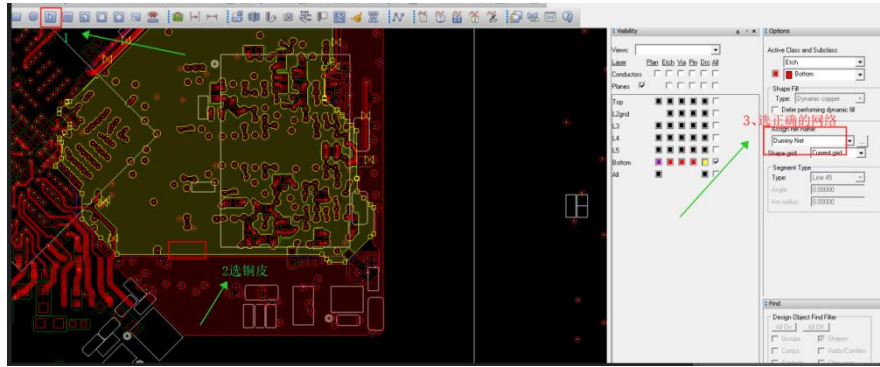 1
2选铜皮
3、选正确的网络
Visibility
Views:
Layer Plan Etch Via Pin Drc All
Conductors
Planes
Top
L2gnd
L3
L4
L5
Bottom
All
Options
Active Class and Subclass:
Etch
Bottom
Shape Fill
Type: Dynamic copper
Defer performing dynamic fill
Assign net name:
Dummy Net
...
Shape grid: Current grid
Segment Type
Type: Line 45
Angle: 0.00000
Arc radius: 0.00000
Find
Design Object Find Filter
All On All Off
Groups Shapes
Comps Voids/Cavities